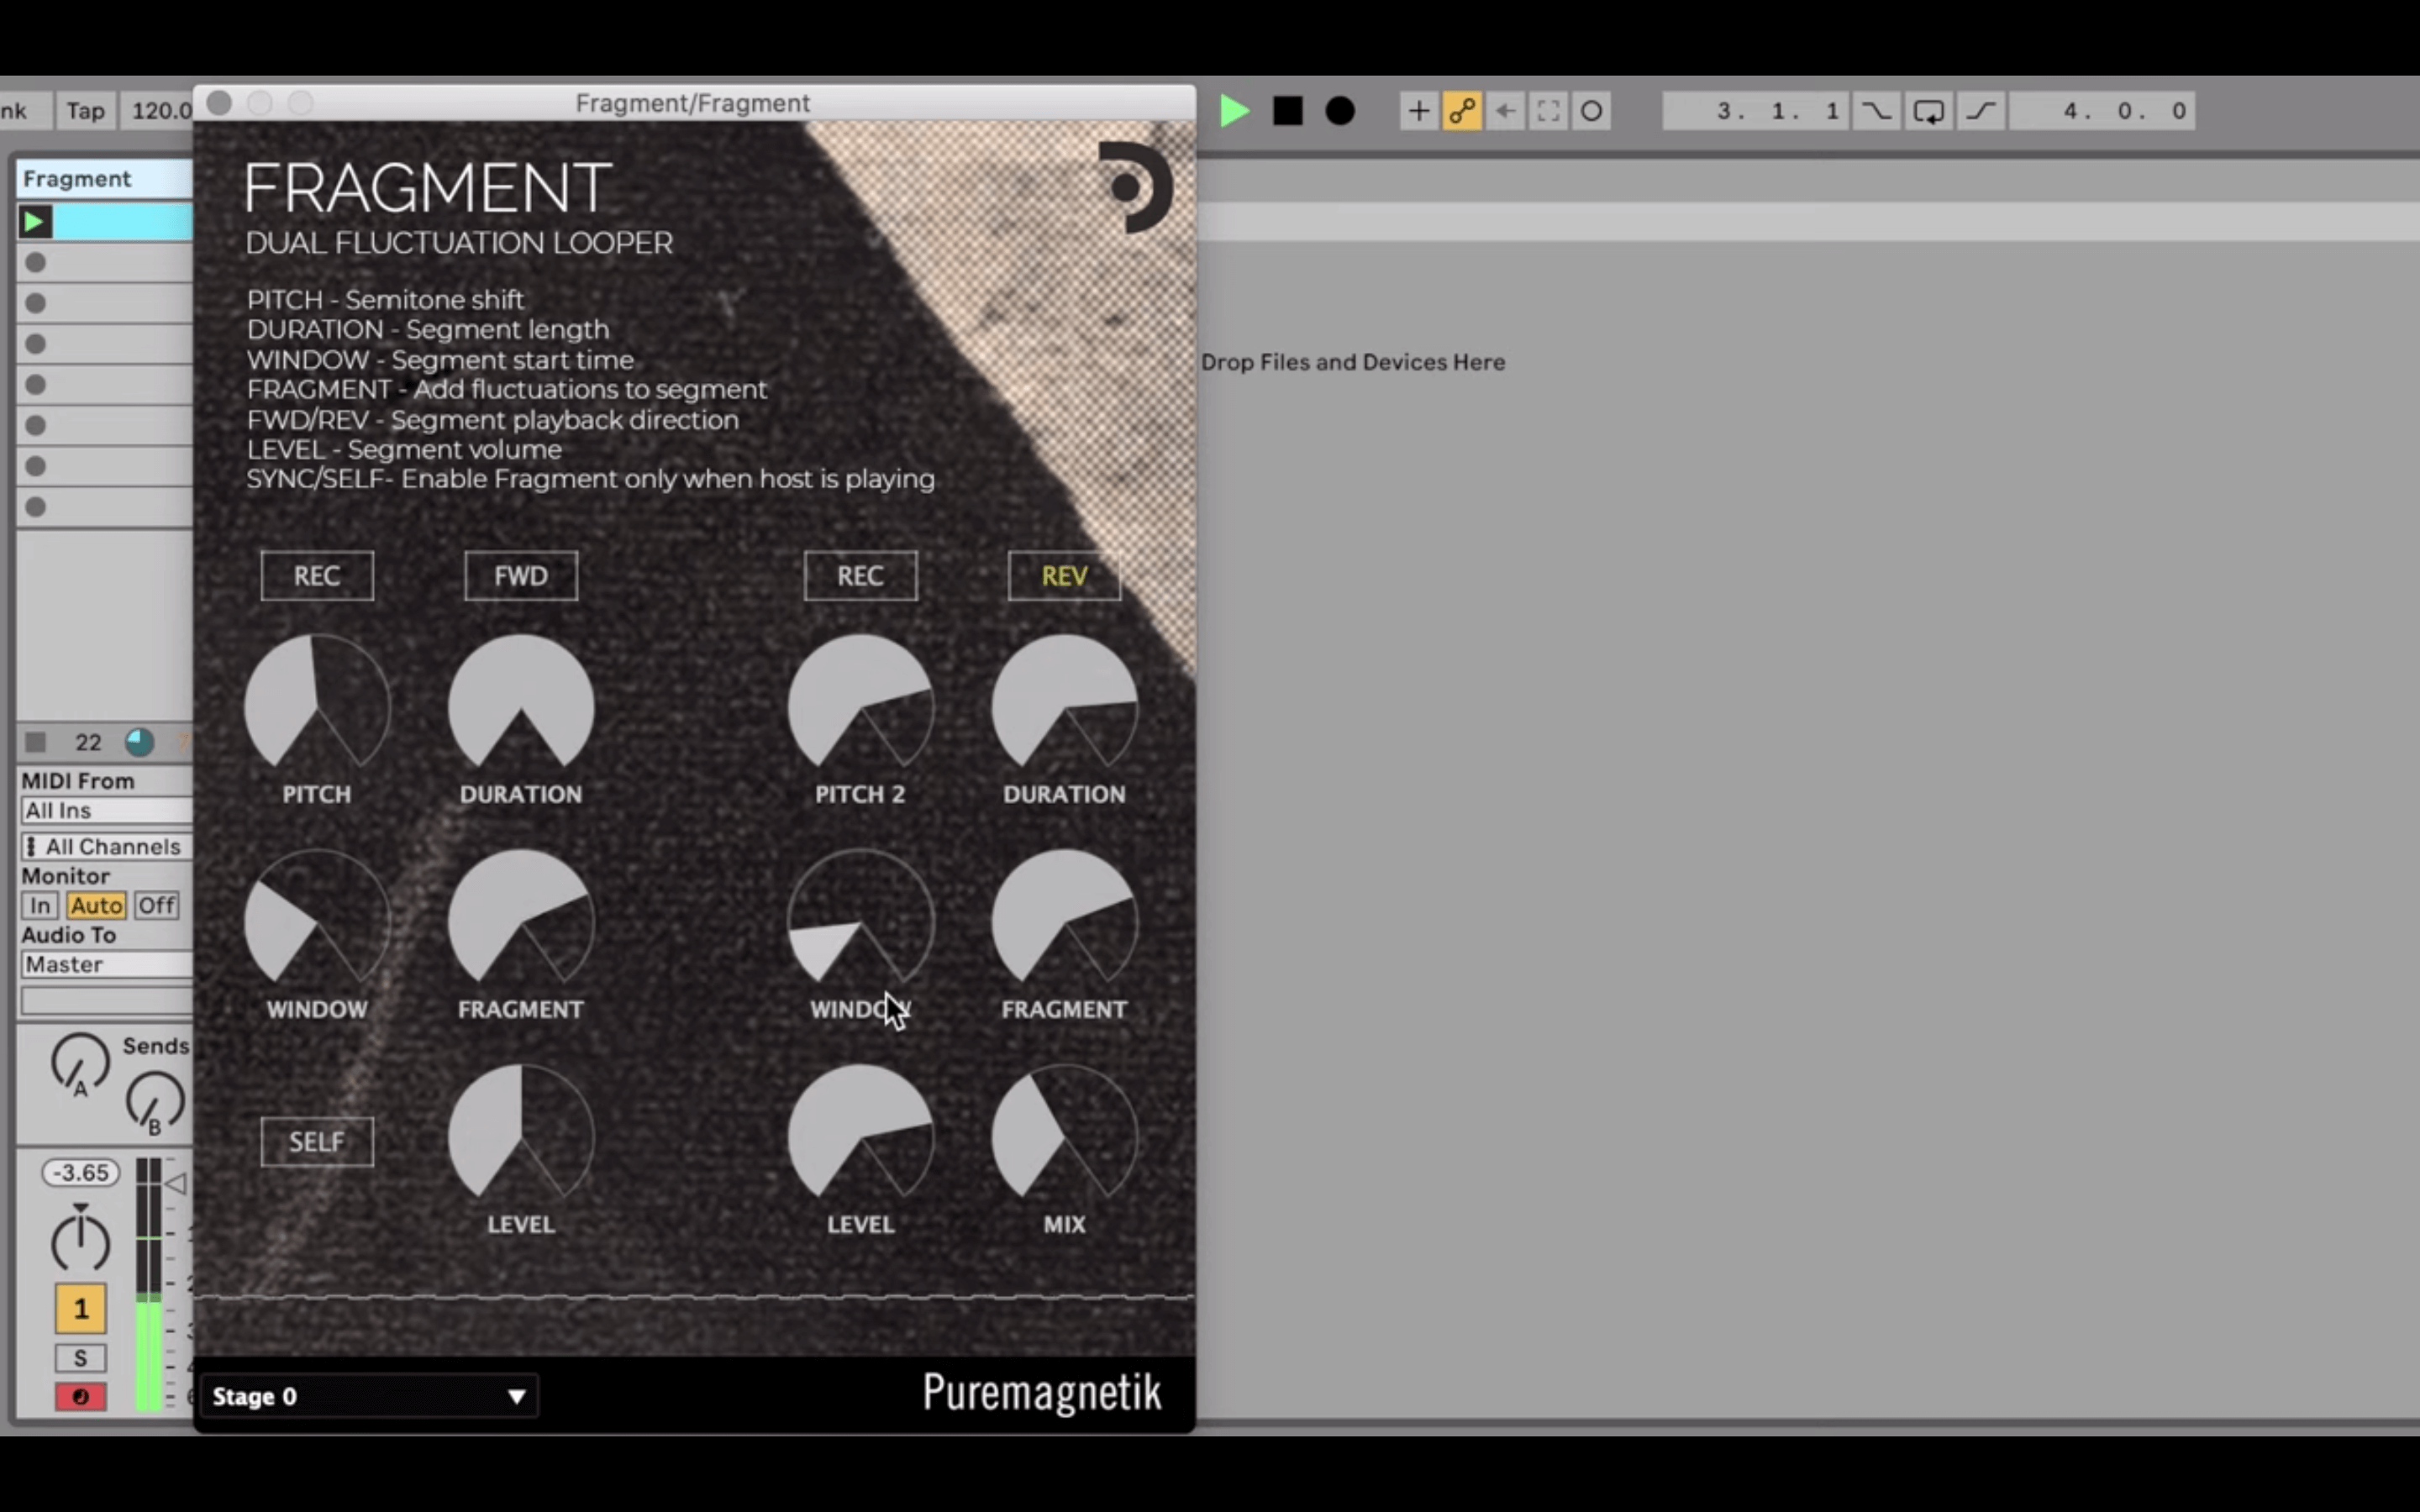 nk Tap 120.0
Fragment/Fragment
3. 1. 1
4. 0. 0
Fragment
FRAGMENT
DUAL FLUCTUATION LOOPER
PITCH - Semitone shift
DURATION - Segment length
WINDOW - Segment start time
FRAGMENT - Add fluctuations to segment
FWD/REV - Segment playback direction
LEVEL - Segment volume
SYNC/SELF- Enable Fragment only when host is playing
Drop Files and Devices Here
REC FWD REC REV
PITCH DURATION PITCH 2 DURATION
22 7
MIDI From
All Ins
All Channels
Monitor
In Auto Off
Audio To
Master
WINDOW FRAGMENT WINDOW FRAGMENT
Sends
A
B
SELF
LEVEL LEVEL MIX
-3.65
1
S
Stage 0
Puremagnetik